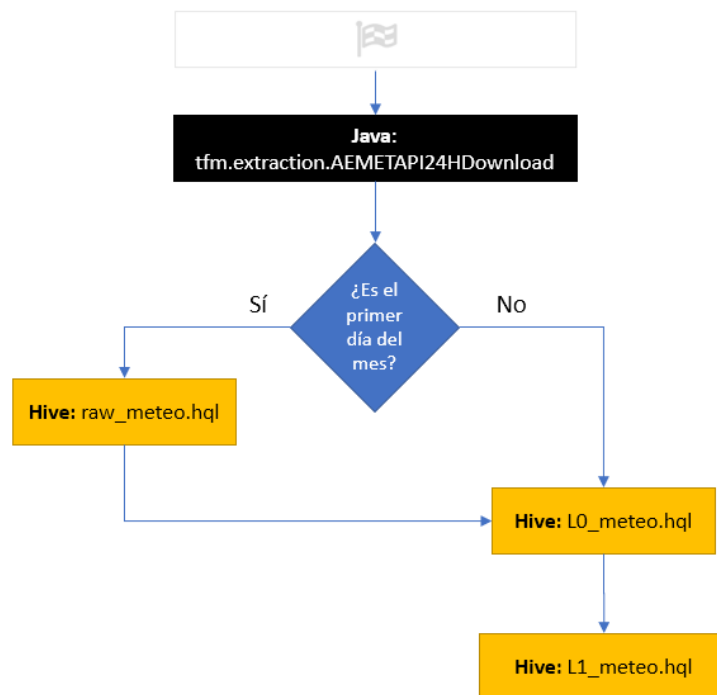 Java:
tfm.extraction.AEMETAPI24HDownload
¿Es el
primer
día del
mes?
Sí
No
Hive: raw_meteo.hql
Hive: L0_meteo.hql
Hive: L1_meteo.hql